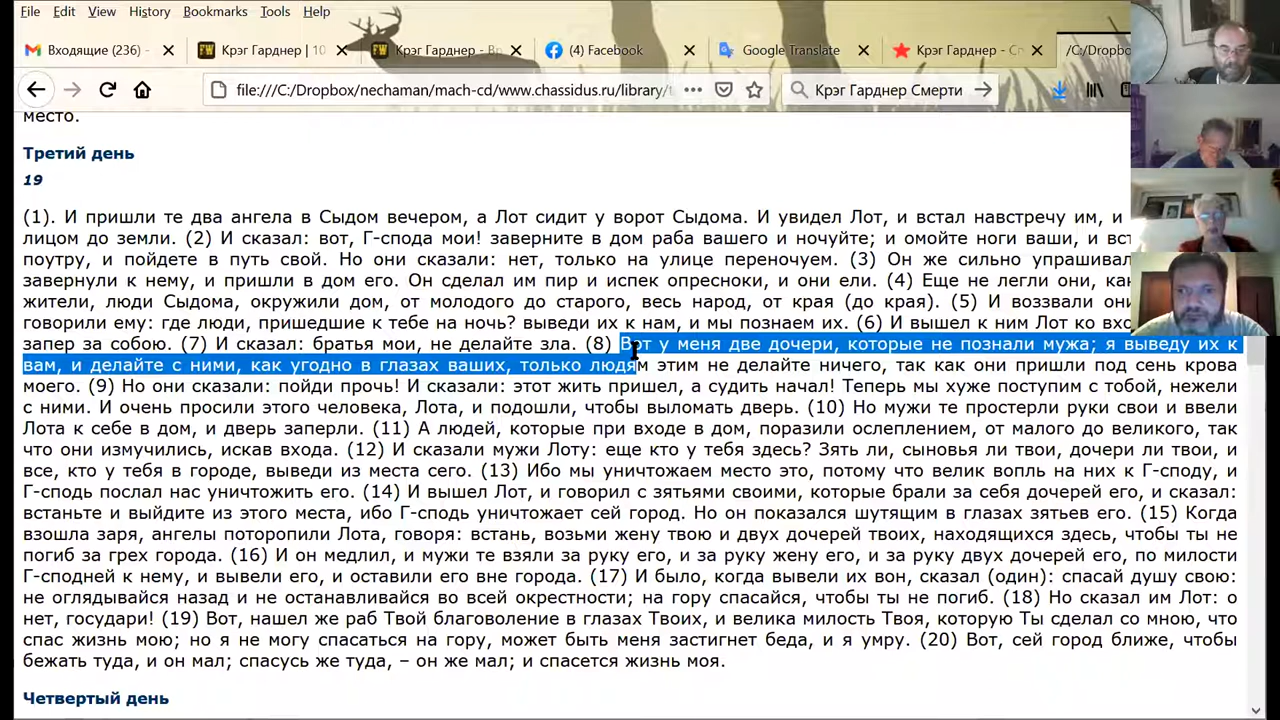 File Edit View History Bookmarks Tools Help
Входящие (236) - Крэг Гарднер | 10 Крэг Гарднер - Вр (4) Facebook Google Translate Крэг Гарднер - Сп /C:/Dropbo
file:///C:/Dropbox/nechaman/mach-cd/www.chassidus.ru/library/t ••• Крэг Гарднер Смерти
место.
Третий день
19
(1). И пришли те два ангела в Сыдом вечером, а Лот сидит у ворот Сыдома. И увидел Лот, и встал навстречу им, и
лицом до земли. (2) И сказал: вот, Г-спода мои! заверните в дом раба вашего и ночуйте; и омойте ноги ваши, и вст
поутру, и пойдете в путь свой. Но они сказали: нет, только на улице переночуем. (3) Он же сильно упрашивал
завернули к нему, и пришли в дом его. Он сделал им пир и испек опресноки, и они ели. (4) Еще не легли они, как
жители, люди Сыдома, окружили дом, от молодого до старого, весь народ, от края (до края). (5) И воззвали они
говорили ему: где люди, пришедшие к тебе на ночь? выведи их к нам, и мы познаем их. (6) И вышел к ним Лот ко вхо
запер за собою. (7) И сказал: братья мои, не делайте зла. (8) Вот у меня две дочери, которые не познали мужа; я выведу их к
вам, и делайте с ними, как угодно в глазах ваших, только людям этим не делайте ничего, так как они пришли под сень крова
моего. (9) Но они сказали: пойди прочь! И сказали: этот жить пришел, а судить начал! Теперь мы хуже поступим с тобой, нежели
с ними. И очень просили этого человека, Лота, и подошли, чтобы выломать дверь. (10) Но мужи те простерли руки свои и ввели
Лота к себе в дом, и дверь заперли. (11) А людей, которые при входе в дом, поразили ослеплением, от малого до великого, так
что они измучились, искав входа. (12) И сказали мужи Лоту: еще кто у тебя здесь? Зять ли, сыновья ли твои, дочери ли твои, и
все, кто у тебя в городе, выведи из места сего. (13) Ибо мы уничтожаем место это, потому что велик вопль на них к Г-споду, и
Г-сподь послал нас уничтожить его. (14) И вышел Лот, и говорил с зятьями своими, которые брали за себя дочерей его, и сказал:
встаньте и выйдите из этого места, ибо Г-сподь уничтожает сей город. Но он показался шутящим в глазах зятьев его. (15) Когда
взошла заря, ангелы поторопили Лота, говоря: встань, возьми жену твою и двух дочерей твоих, находящихся здесь, чтобы ты не
погиб за грех города. (16) И он медлил, и мужи те взяли за руку его, и за руку жену его, и за руку двух дочерей его, по милости
Г-сподней к нему, и вывели его, и оставили его вне города. (17) И было, когда вывели их вон, сказал (один): спасай душу свою:
не оглядывайся назад и не останавливайся во всей окрестности; на гору спасайся, чтобы ты не погиб. (18) Но сказал им Лот: о
нет, государи! (19) Вот, нашел же раб Твой благоволение в глазах Твоих, и велика милость Твоя, которую Ты сделал со мною, что
спас жизнь мою; но я не могу спасаться на гору, может быть меня застигнет беда, и я умру. (20) Вот, сей город ближе, чтобы
бежать туда, и он мал; спасусь же туда, – он же мал; и спасется жизнь моя.
Четвертый день